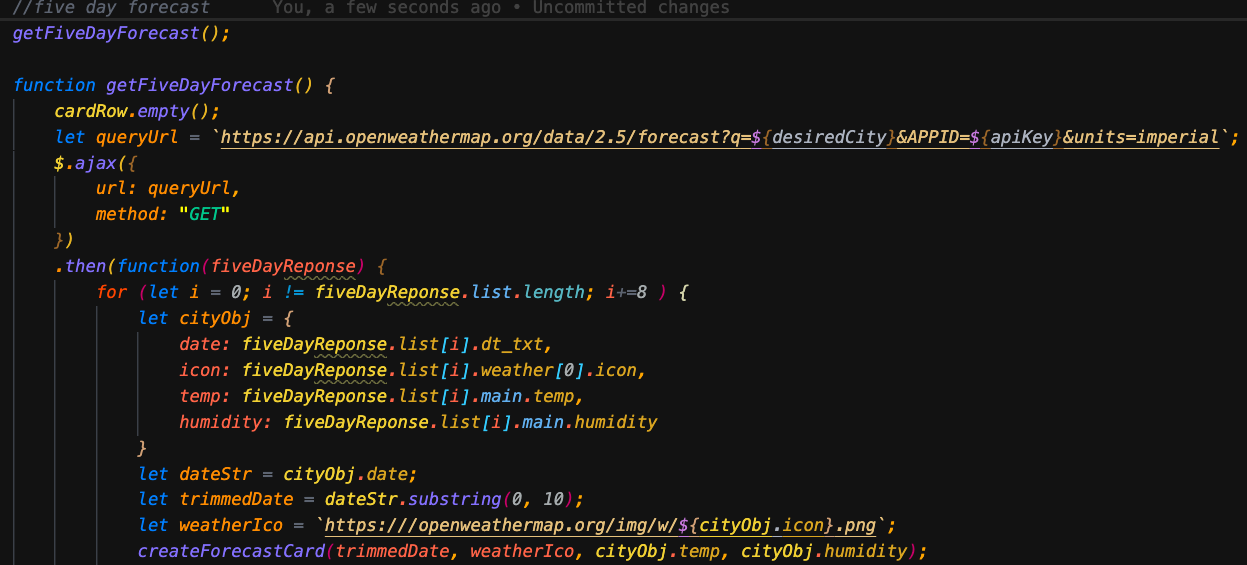 //five day forecast      You, a few seconds ago • Uncommitted changes
getFiveDayForecast();
function getFiveDayForecast() {
    cardRow.empty();
    let queryUrl = `https://api.openweathermap.org/data/2.5/forecast?q=${desiredCity}&APPID=${apiKey}&units=imperial`;
    $.ajax({
        url: queryUrl,
        method: "GET"
    })
    .then(function(fiveDayReponse) {
        for (let i = 0; i != fiveDayReponse.list.length; i+=8 ) {
            let cityObj = {
                date: fiveDayReponse.list[i].dt_txt,
                icon: fiveDayReponse.list[i].weather[0].icon,
                temp: fiveDayReponse.list[i].main.temp,
                humidity: fiveDayReponse.list[i].main.humidity
            }
            let dateStr = cityObj.date;
            let trimmedDate = dateStr.substring(0, 10);
            let weatherIco = `https:///openweathermap.org/img/w/${cityObj.icon}.png`;
            createForecastCard(trimmedDate, weatherIco, cityObj.temp, cityObj.humidity);